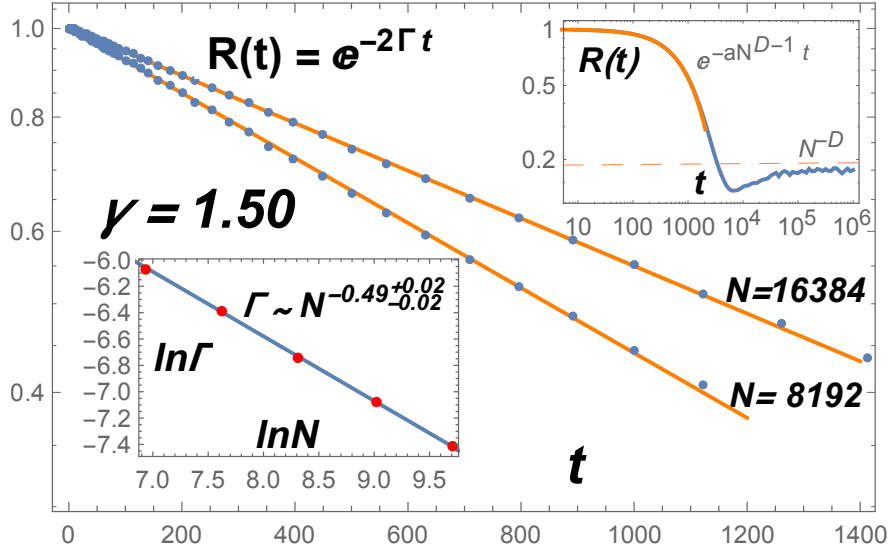 R(t) = e^{-2Γ t}
γ = 1.50
N=16384
N= 8192
t
1.0
0.8
0.6
0.4
0 200 400 600 800 1000 1200 1400
R(t)
e^{-aN^{D-1} t}
N^{-D}
t
1
0.5
0.2
10 100 1000 10^4 10^5 10^6
Γ ~ N^{-0.49^{+0.02}_{-0.02}}
lnΓ
lnN
-6.0
-6.2
-6.4
-6.6
-6.8
-7.0
-7.2
-7.4
7.0 7.5 8.0 8.5 9.0 9.5